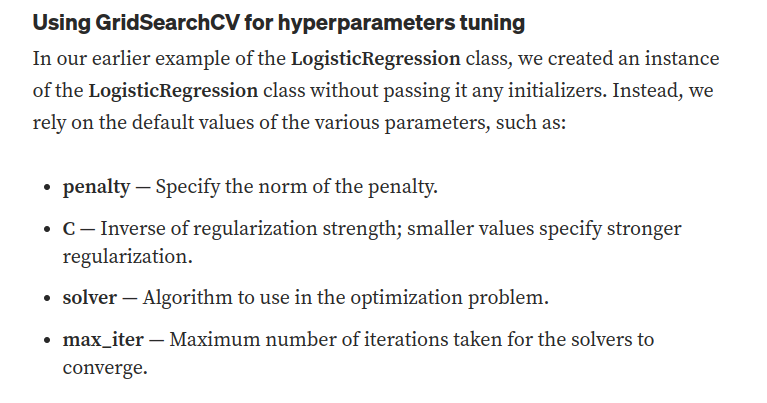 Using GridSearchCV for hyperparameters tuning
In our earlier example of the LogisticRegression class, we created an instance
of the LogisticRegression class without passing it any initializers. Instead, we
rely on the default values of the various parameters, such as:
• penalty — Specify the norm of the penalty.
• C — Inverse of regularization strength; smaller values specify stronger
regularization.
• solver — Algorithm to use in the optimization problem.
• max_iter — Maximum number of iterations taken for the solvers to
converge.